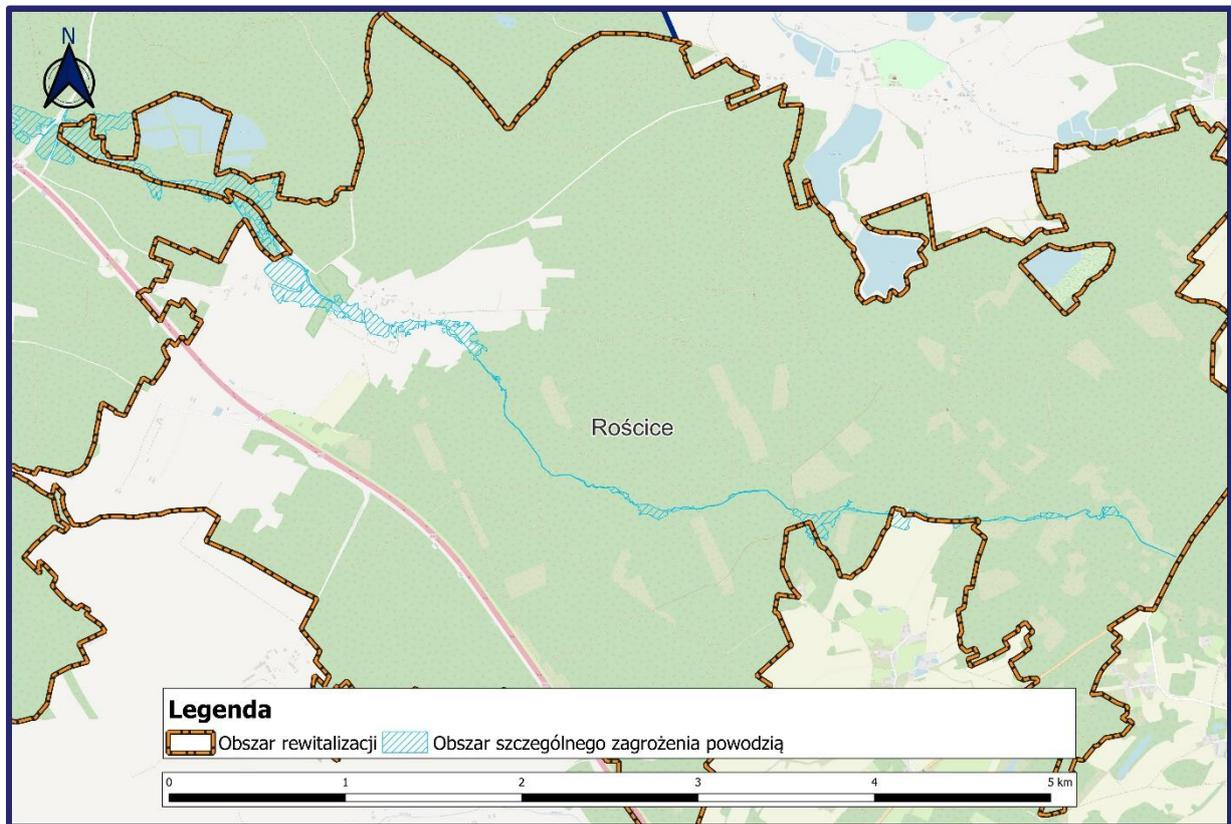 N
Rościce
Legenda
Obszar rewitalizacji Obszar szczególnego zagrożenia powodzią
0 1 2 3 4 5 km